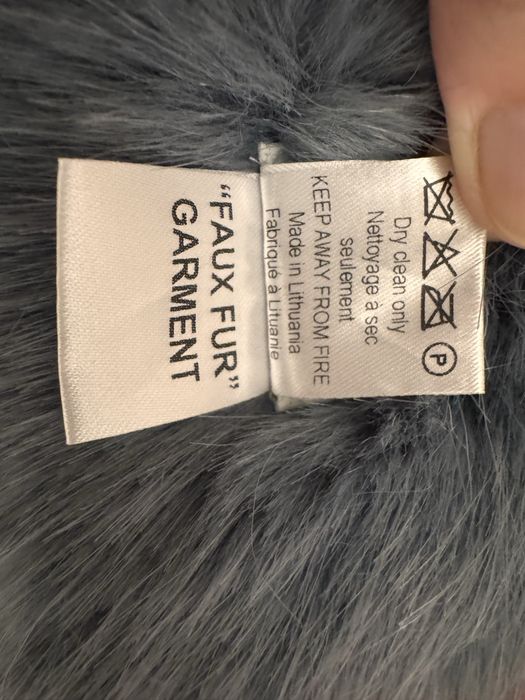 Ⓟ
Dry clean only
Nettoyage à sec
seulement
KEEP AWAY FROM FIRE
Made in Lithuania
Fabriqué à Lituanie
“FAUX FUR”
GARMENT